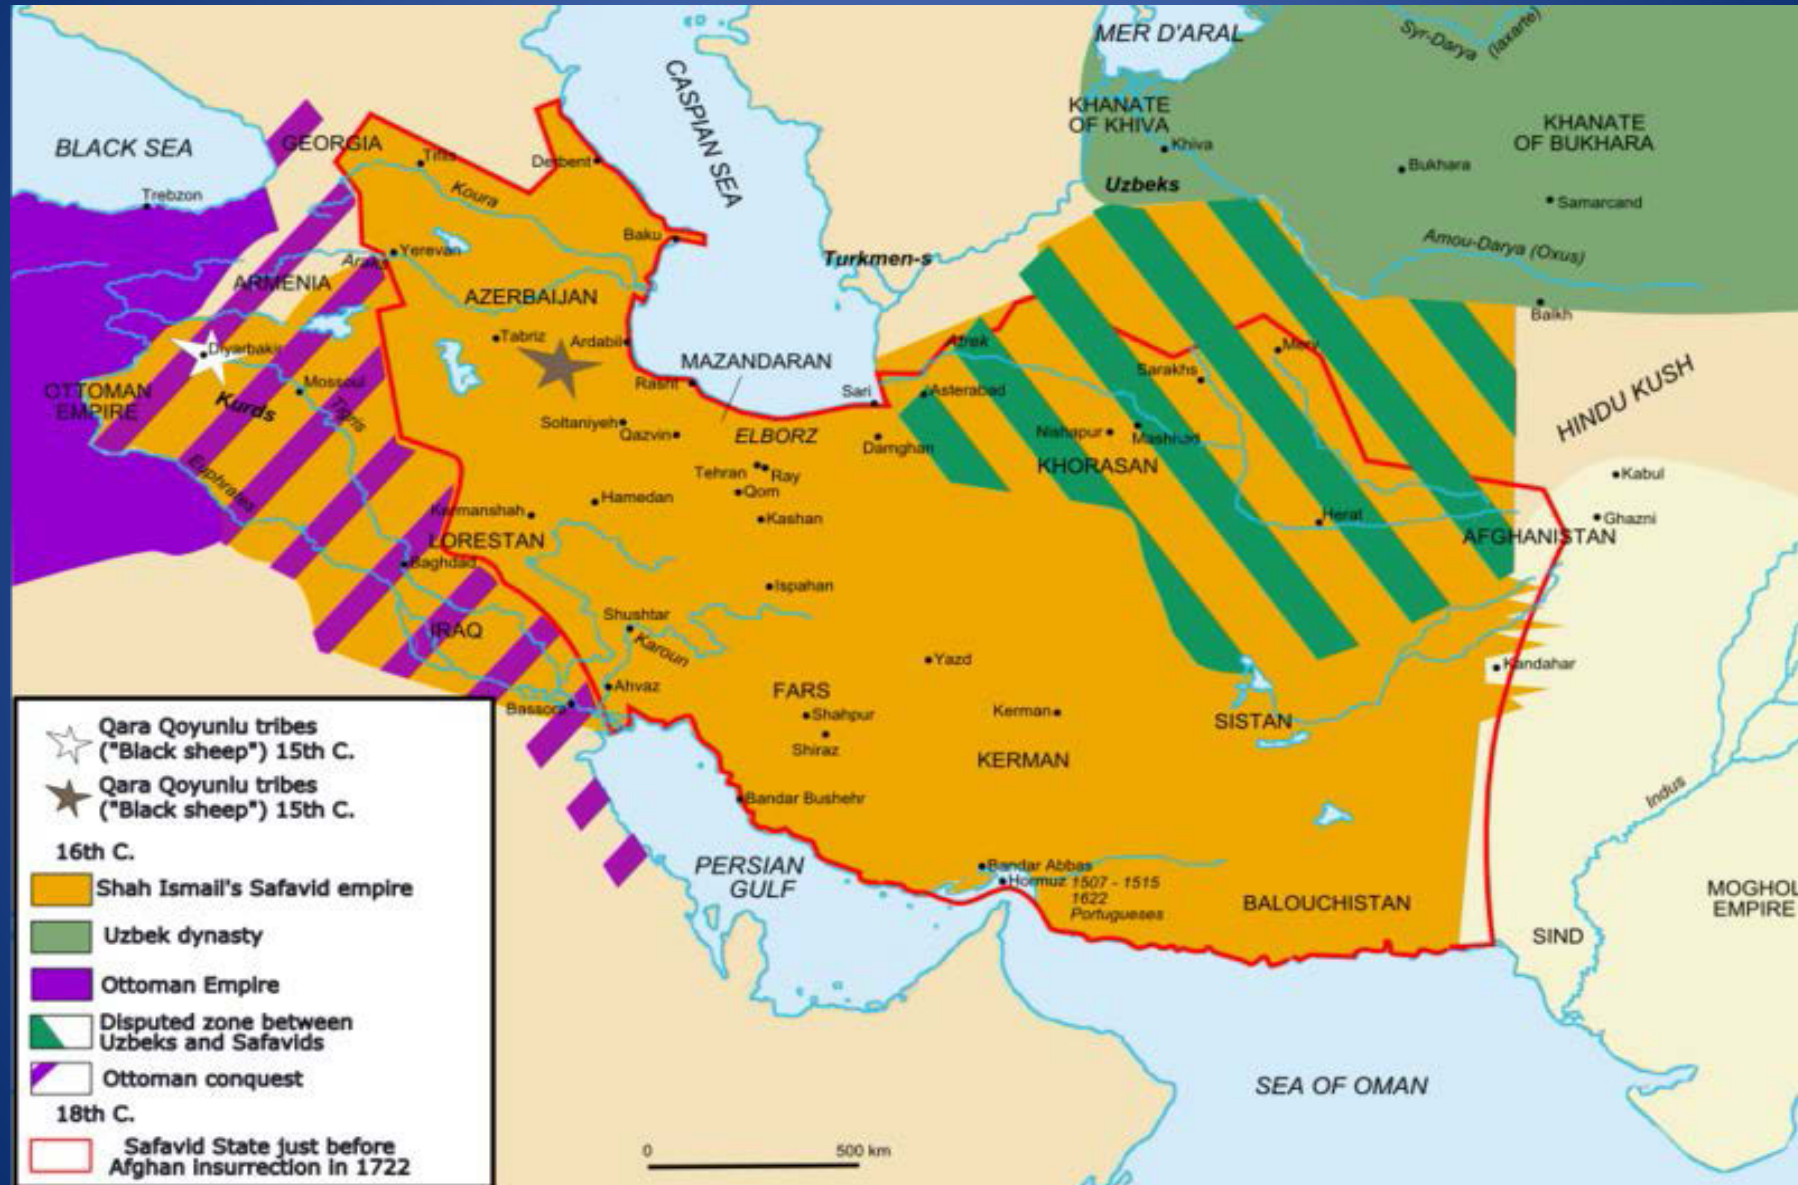 MER D'ARAL
Syr-Darya (Iaxarte)
CASPIAN SEA
KHANATE
OF KHIVA
KHANATE
OF BUKHARA
BLACK SEA
GEORGIA
Tiflis
Derbent
Khiva
Bukhara
Koura
Uzbeks
Trebzon
Samarcand
Baku
Yerevan
Amou-Darya (Oxus)
Araks
Turkmen-s
ARMENIA
AZERBAIJAN
Balkh
Tabriz
Ardabil
Diyarbakir
MAZANDARAN
Atrek
Merv
Sarakhs
OTTOMAN
EMPIRE
Mossoul
Rasht
Sari
Asterabad
Kurds
Tigris
HINDU KUSH
Soltaniyeh
Qazvin
ELBORZ
Damghan
Nishapur
Mashhad
KHORASAN
Euphrates
Tehran
Ray
Qom
Kabul
Hamedan
Kashan
Karmanshah
Herat
Ghazni
LORESTAN
AFGHANISTAN
Baghdad
Ispahan
Shushtar
IRAQ
Karoun
Yazd
Kandahar
Ahvaz
FARS
Bassora
Shahpur
Kerman
SISTAN
Shiraz
KERMAN
Bandar Bushehr
Indus
PERSIAN
GULF
Bandar Abbas
Hormuz 1507 - 1515
1622
Portugueses
BALOUCHISTAN
MOGHOL
EMPIRE
SIND
SEA OF OMAN
0 500 km
Qara Qoyunlu tribes
("Black sheep") 15th C.
Qara Qoyunlu tribes
("Black sheep") 15th C.
16th C.
Shah Ismail's Safavid empire
Uzbek dynasty
Ottoman Empire
Disputed zone between
Uzbeks and Safavids
Ottoman conquest
18th C.
Safavid State just before
Afghan insurrection in 1722